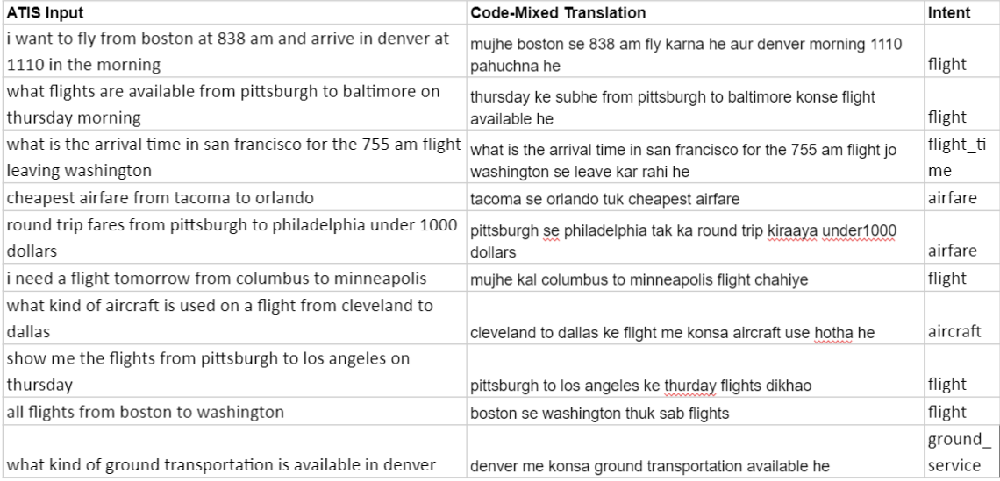 ATIS Input Code-Mixed Translation Intent
i want to fly from boston at 838 am and arrive in denver at
1110 in the morning
mujhe boston se 838 am fly karna he aur denver morning 1110
pahuchna he
flight
what flights are available from pittsburgh to baltimore on
thursday morning
thursday ke subhe from pittsburgh to baltimore konse flight
available he
flight
what is the arrival time in san francisco for the 755 am flight
leaving washington
what is the arrival time in san francisco for the 755 am flight jo
washington se leave kar rahi he
flight_ti
me
cheapest airfare from tacoma to orlando
tacoma se orlando tuk cheapest airfare
airfare
round trip fares from pittsburgh to philadelphia under 1000
dollars
pittsburgh se philadelphia tak ka round trip kiraaya under1000
dollars
airfare
i need a flight tomorrow from columbus to minneapolis
mujhe kal columbus to minneapolis flight chahiye
flight
what kind of aircraft is used on a flight from cleveland to
dallas
cleveland to dallas ke flight me konsa aircraft use hotha he
aircraft
show me the flights from pittsburgh to los angeles on
thursday
pittsburgh to los angeles ke thurday flights dikhao
flight
all flights from boston to washington
boston se washington thuk sab flights
flight
what kind of ground transportation is available in denver
denver me konsa ground transportation available he
ground_
service